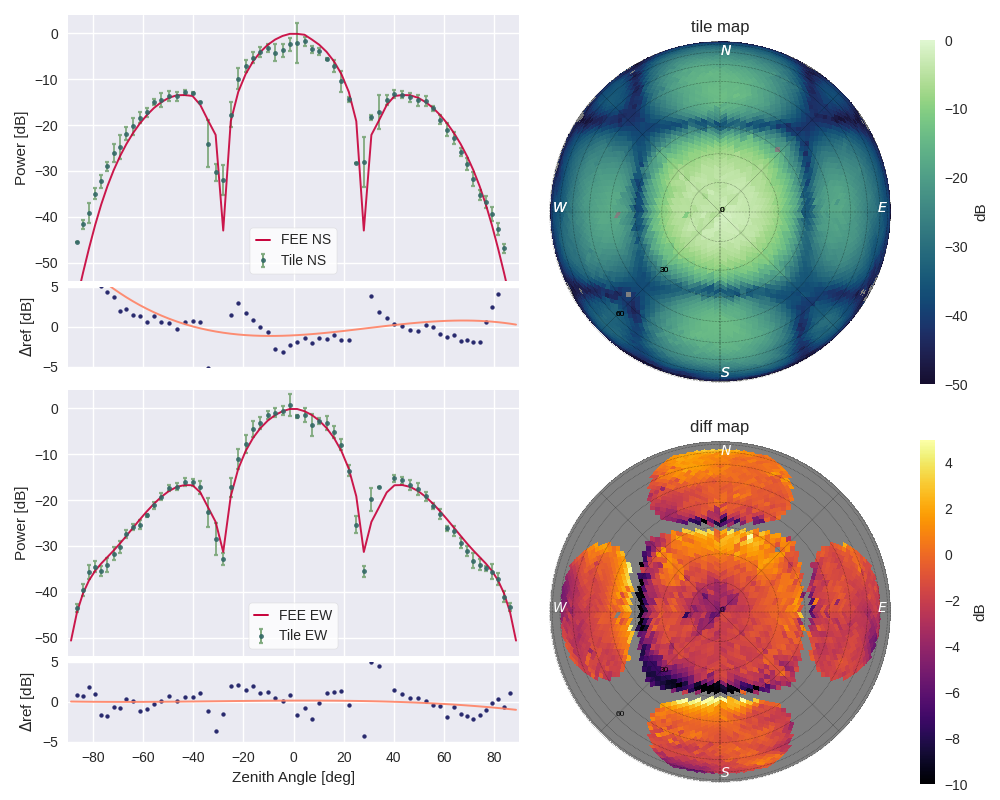 0
−10
−20
−30
−40
−50
Power [dB]
FEE NS
Tile NS
5
0
−5
Δref [dB]
0
−10
−20
−30
−40
−50
Power [dB]
FEE EW
Tile EW
5
0
−5
Δref [dB]
−80 −60 −40 −20 0 20 40 60 80
Zenith Angle [deg]
tile map
N
W
E
S
0
30
60
0
−10
−20
−30
−40
−50
dB
diff map
N
W
E
S
0
30
60
4
2
0
−2
−4
−6
−8
−10
dB